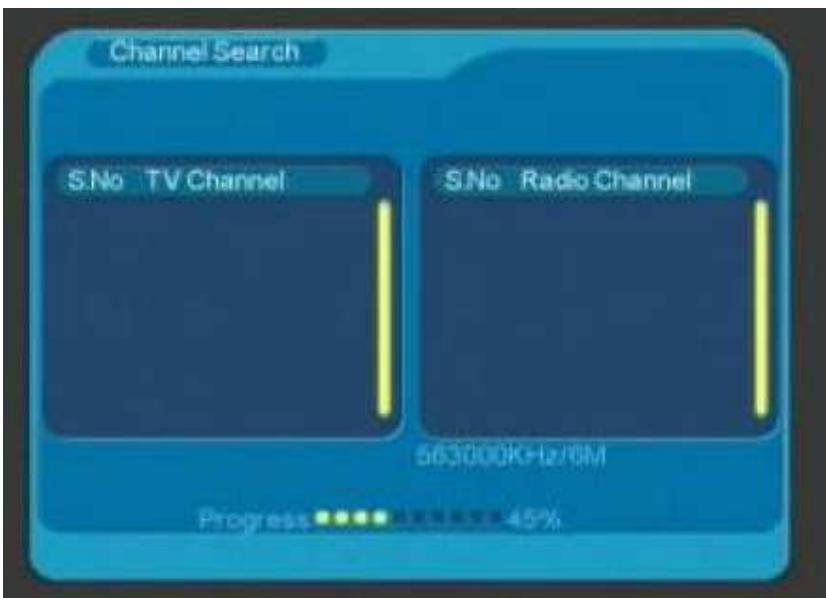 Channel Search
S.No TV Channel
S.No Radio Channel
563000KHz/6M
Progress 45%